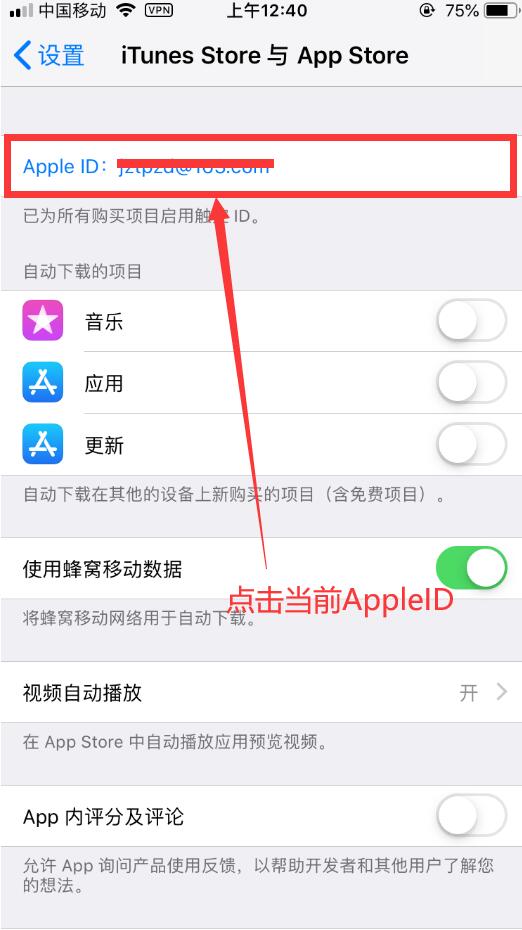 中国移动 VPN 上午12:40 75%
设置 iTunes Store 与 App Store
Apple ID：
已为所有购买项目启用触控 ID。
自动下载的项目
音乐
应用
更新
自动下载在其他的设备上新购买的项目（含免费项目）。
使用蜂窝移动数据
点击当前AppleID
将蜂窝移动网络用于自动下载。
视频自动播放 开
在 App Store 中自动播放应用预览视频。
App 内评分及评论
允许 App 询问产品使用反馈，以帮助开发者和其他用户了解您
的想法。